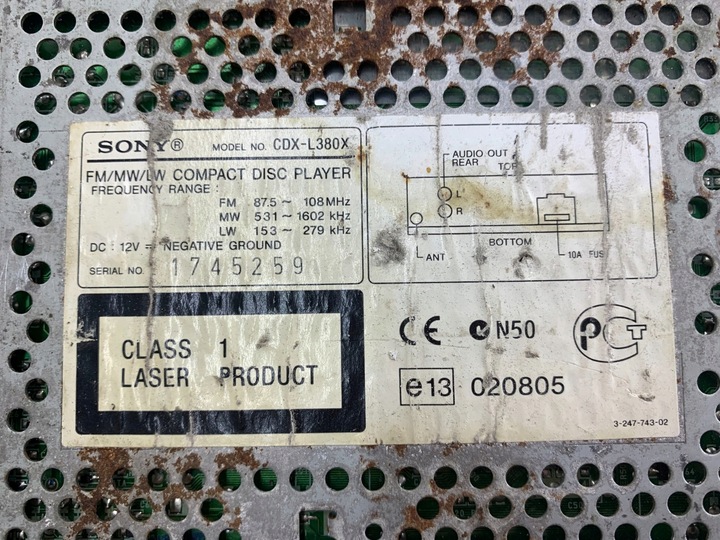 SONY® MODEL NO. CDX-L380X
FM/MW/LW COMPACT DISC PLAYER
FREQUENCY RANGE :
FM 87.5 ~ 108MHz
MW 531 ~ 1602 kHz
LW 153 ~ 279 kHz
DC : 12V ⎓ NEGATIVE GROUND
SERIAL NO. 1745259
AUDIO OUT
REAR
TOP
L
R
BOTTOM
ANT
10A FUS
CLASS 1
LASER PRODUCT
CE N50 PCT
e13 020805
3-247-743-02